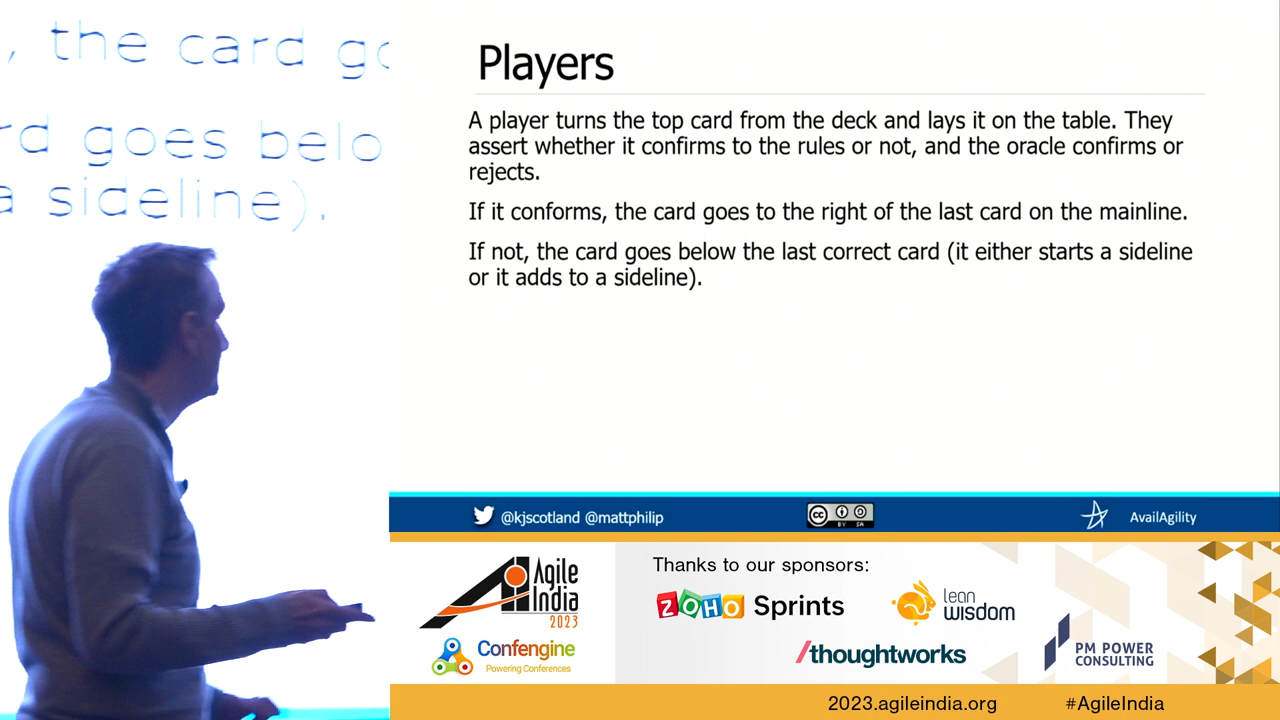 , the card go
rd goes belo
a sideline).
Players
A player turns the top card from the deck and lays it on the table. They
assert whether it confirms to the rules or not, and the oracle confirms or
rejects.
If it conforms, the card goes to the right of the last card on the mainline.
If not, the card goes below the last correct card (it either starts a sideline
or it adds to a sideline).
@kjscotland @mattphilip
cc
BY SA
AvailAgility
Agile
India
2023
Confengine
Powering Conferences
Thanks to our sponsors:
ZOHO Sprints
lean
wisdom
/thoughtworks
PM POWER
CONSULTING
2023.agileindia.org
#AgileIndia